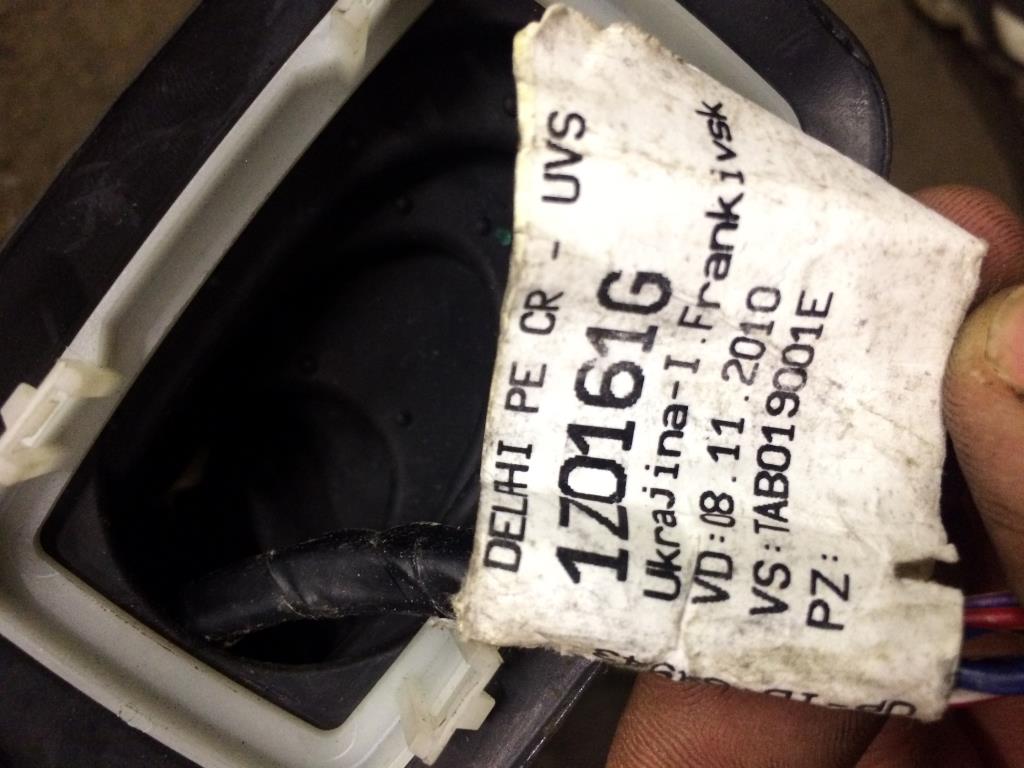 DELHI PE CR - UVS
1Z0161G
Ukrajina-I.Frankivsk
VD:08.11.2010
VS:TAB019001E
PZ: